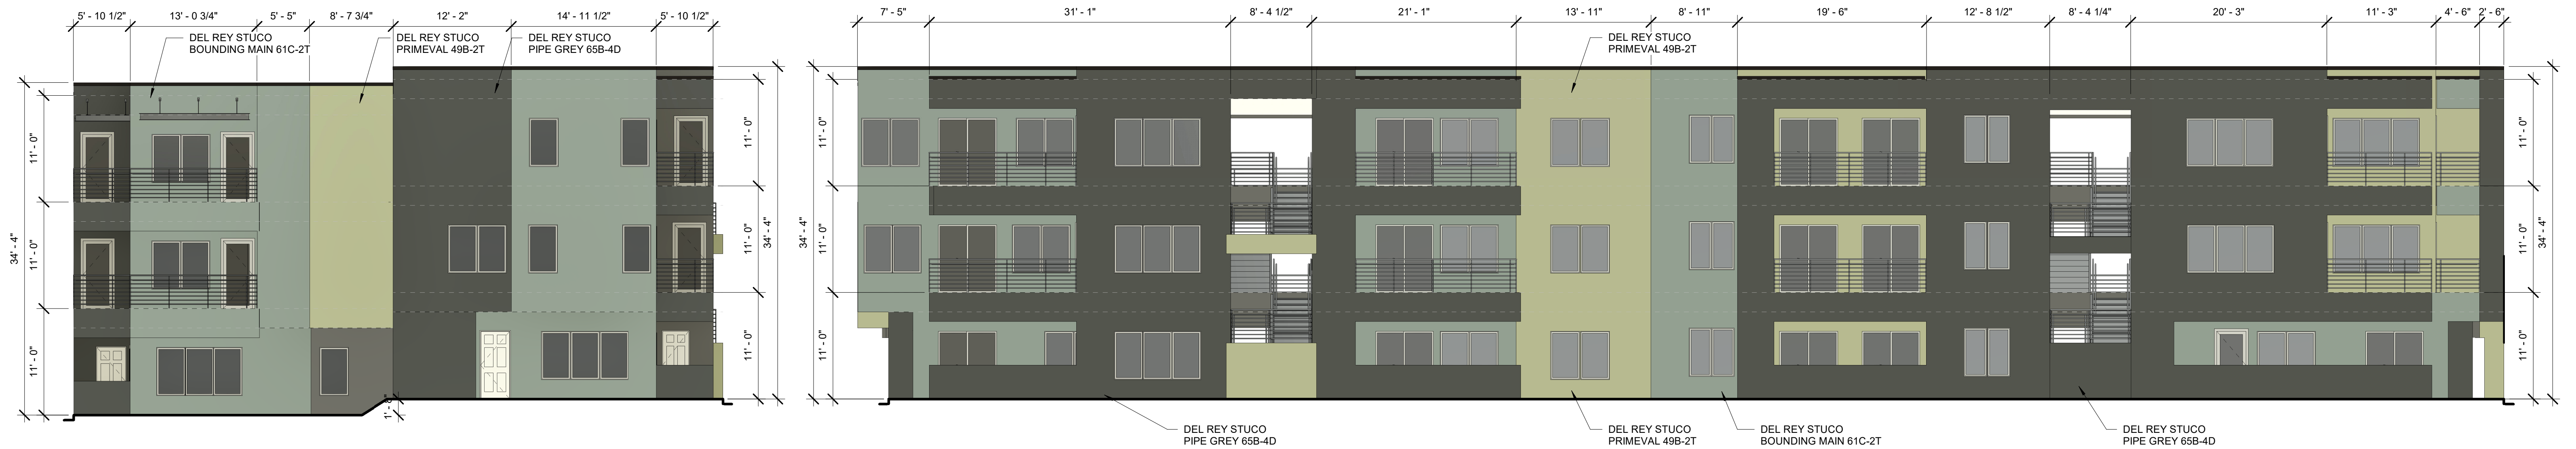 5' - 10 1/2"
13' - 0 3/4"
5' - 5"
8' - 7 3/4"
12' - 2"
14' - 11 1/2"
5' - 10 1/2"
DEL REY STUCO
BOUNDING MAIN 61C-2T
DEL REY STUCO
PRIMEVAL 49B-2T
DEL REY STUCO
PIPE GREY 65B-4D
34' - 4"
11' - 0"
11' - 0"
11' - 0"
1' - 8"
11' - 0"
11' - 0"
11' - 0"
34' - 4"
7' - 5"
31' - 1"
8' - 4 1/2"
21' - 1"
13' - 11"
8' - 11"
19' - 6"
12' - 8 1/2"
8' - 4 1/4"
20' - 3"
11' - 3"
4' - 6"
2' - 6"
DEL REY STUCO
PRIMEVAL 49B-2T
34' - 4"
11' - 0"
11' - 0"
11' - 0"
11' - 0"
11' - 0"
11' - 0"
34' - 4"
DEL REY STUCO
PIPE GREY 65B-4D
DEL REY STUCO
PRIMEVAL 49B-2T
DEL REY STUCO
BOUNDING MAIN 61C-2T
DEL REY STUCO
PIPE GREY 65B-4D